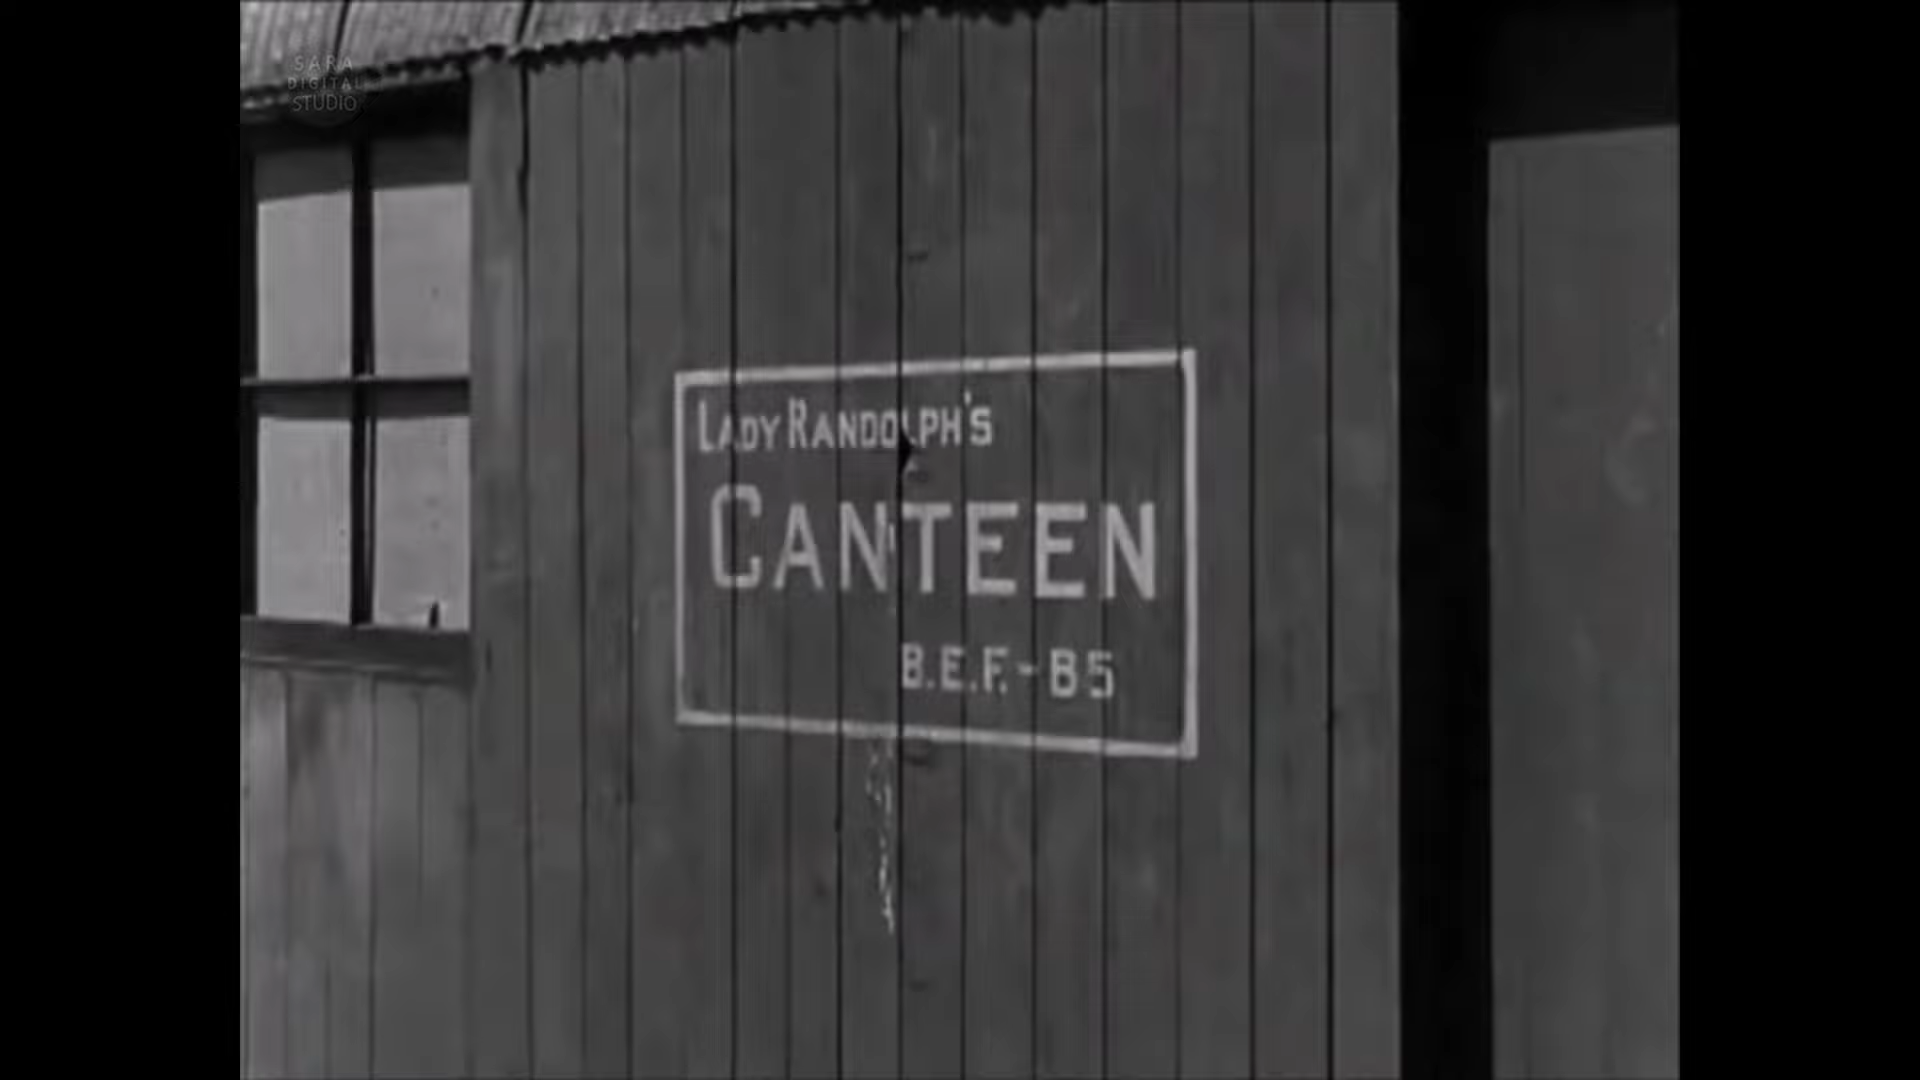 SARA
DIGITAL
STUDIO
LADY RANDOLPH'S
CANTEEN
B.E.F.-B5